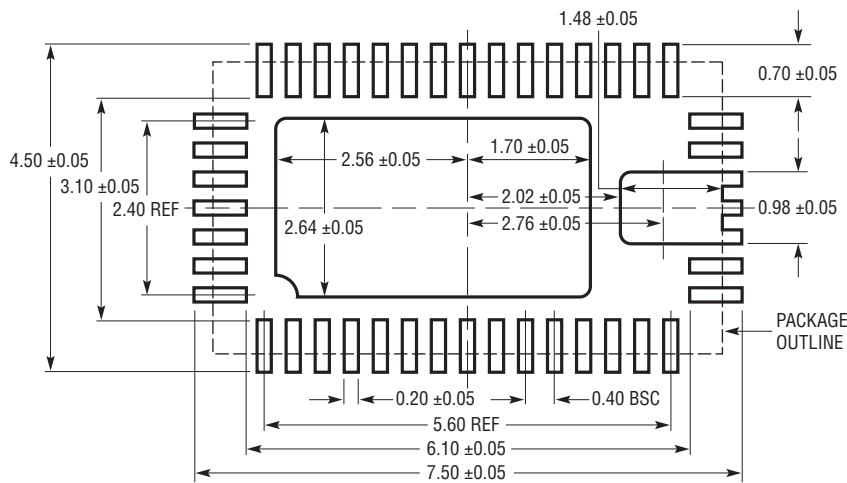 1.48 ±0.05
0.70 ±0.05
4.50 ±0.05
3.10 ±0.05
2.40 REF
2.56 ±0.05
1.70 ±0.05
2.02 ±0.05
2.64 ±0.05
2.76 ±0.05
0.98 ±0.05
PACKAGE
OUTLINE
0.20 ±0.05
0.40 BSC
5.60 REF
6.10 ±0.05
7.50 ±0.05